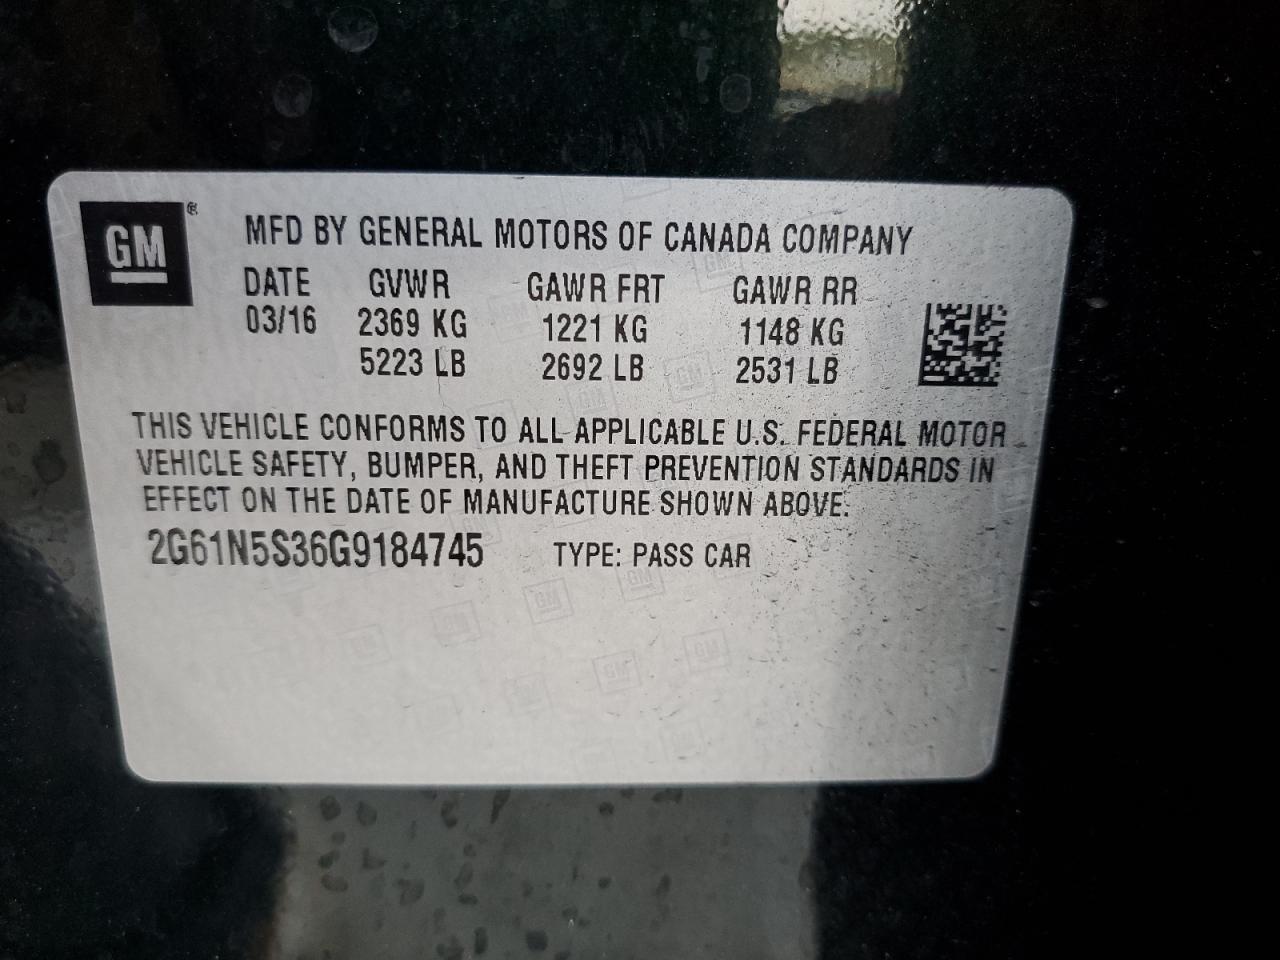 GM ®
MFD BY GENERAL MOTORS OF CANADA COMPANY
DATE GVWR GAWR FRT GAWR RR
03/16 2369 KG 1221 KG 1148 KG
5223 LB 2692 LB 2531 LB
THIS VEHICLE CONFORMS TO ALL APPLICABLE U.S. FEDERAL MOTOR
VEHICLE SAFETY, BUMPER, AND THEFT PREVENTION STANDARDS IN
EFFECT ON THE DATE OF MANUFACTURE SHOWN ABOVE.
2G61N5S36G9184745 TYPE: PASS CAR